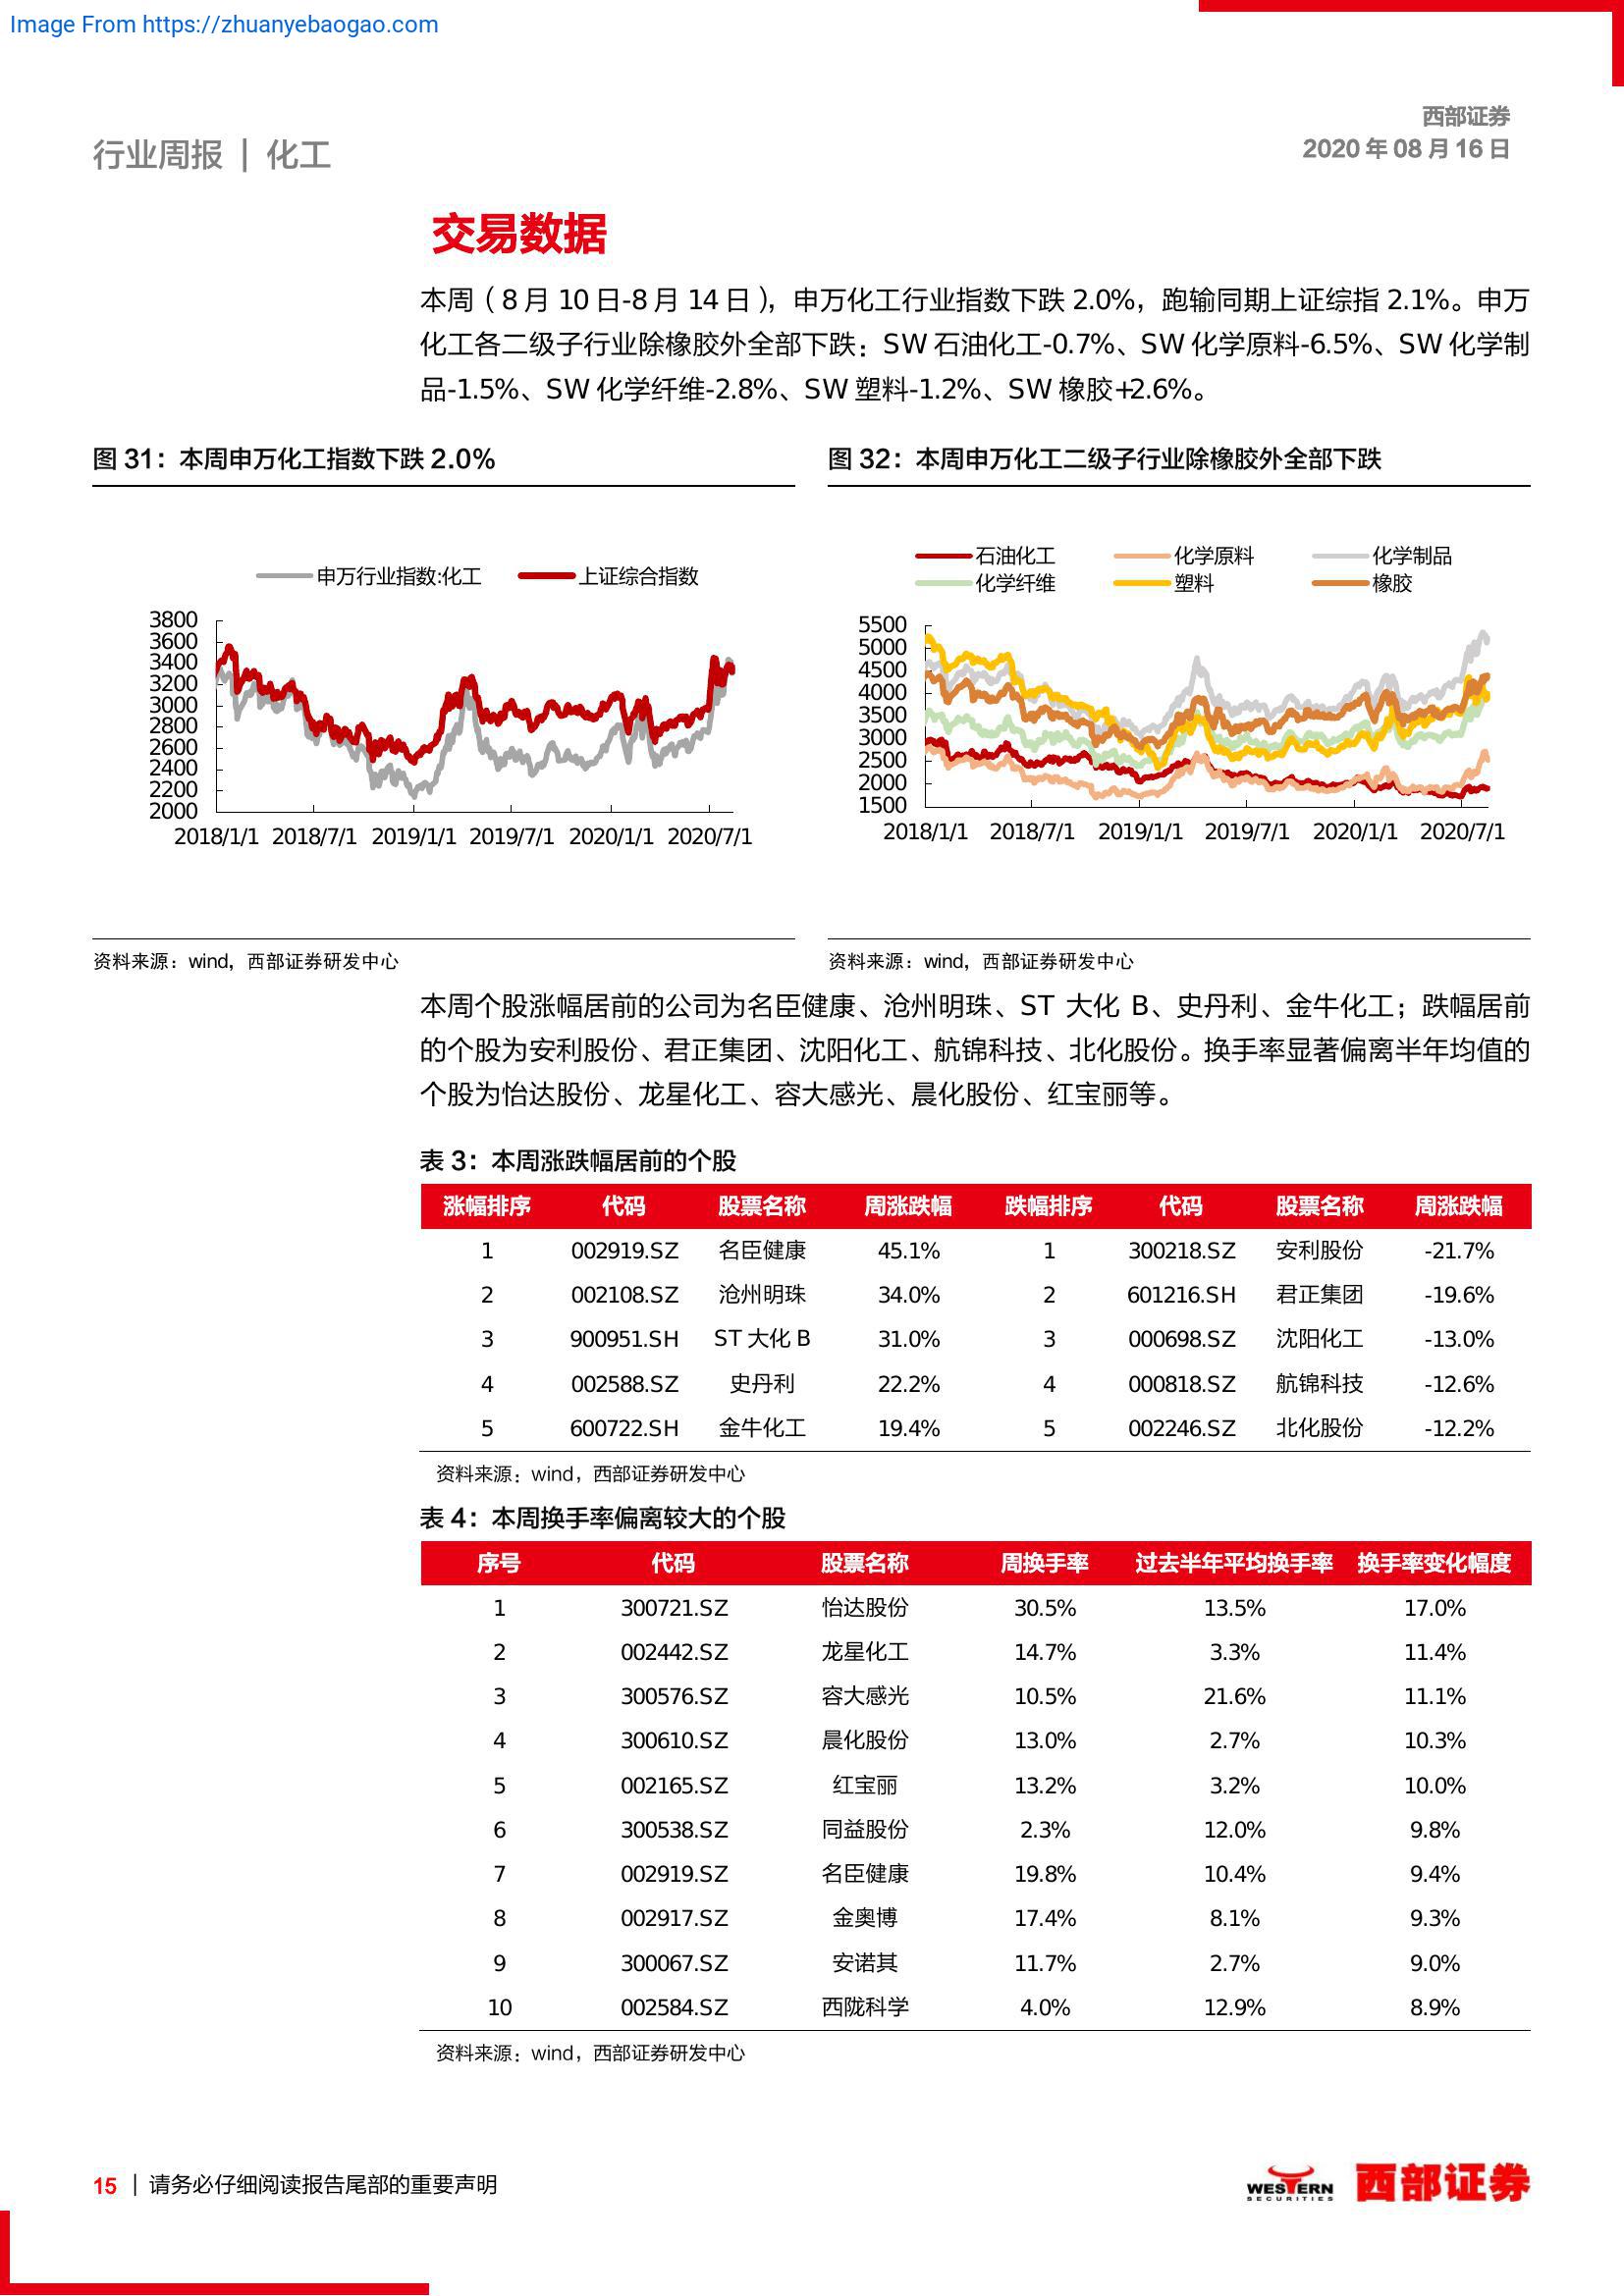 Image From https://zhuanyebaogao.com
西部证券
行业周报 | 化工
2020 年 08 月 16 日
交易数据
本周（8 月 10 日-8 月 14 日），申万化工行业指数下跌 2.0%，跑输同期上证综指 2.1%。申万
化工各二级子行业除橡胶外全部下跌：SW 石油化工-0.7%、SW 化学原料-6.5%、SW 化学制
品-1.5%、SW 化学纤维-2.8%、SW 塑料-1.2%、SW 橡胶+2.6%。
图 31：本周申万化工指数下跌 2.0%
申万行业指数:化工 上证综合指数
3800
3600
3400
3200
3000
2800
2600
2400
2200
2000
2018/1/1 2018/7/1 2019/1/1 2019/7/1 2020/1/1 2020/7/1
资料来源：wind，西部证券研发中心
图 32：本周申万化工二级子行业除橡胶外全部下跌
石油化工 化学原料 化学制品
化学纤维 塑料 橡胶
5500
5000
4500
4000
3500
3000
2500
2000
1500
2018/1/1 2018/7/1 2019/1/1 2019/7/1 2020/1/1 2020/7/1
资料来源：wind，西部证券研发中心
本周个股涨幅居前的公司为名臣健康、沧州明珠、ST 大化 B、史丹利、金牛化工；跌幅居前
的个股为安利股份、君正集团、沈阳化工、航锦科技、北化股份。换手率显著偏离半年均值的
个股为怡达股份、龙星化工、容大感光、晨化股份、红宝丽等。
表 3：本周涨跌幅居前的个股
涨幅排序 代码 股票名称 周涨跌幅 跌幅排序 代码 股票名称 周涨跌幅
1 002919.SZ 名臣健康 45.1% 1 300218.SZ 安利股份 -21.7%
2 002108.SZ 沧州明珠 34.0% 2 601216.SH 君正集团 -19.6%
3 900951.SH ST 大化 B 31.0% 3 000698.SZ 沈阳化工 -13.0%
4 002588.SZ 史丹利 22.2% 4 000818.SZ 航锦科技 -12.6%
5 600722.SH 金牛化工 19.4% 5 002246.SZ 北化股份 -12.2%
资料来源：wind，西部证券研发中心
表 4：本周换手率偏离较大的个股
序号 代码 股票名称 周换手率 过去半年平均换手率 换手率变化幅度
1 300721.SZ 怡达股份 30.5% 13.5% 17.0%
2 002442.SZ 龙星化工 14.7% 3.3% 11.4%
3 300576.SZ 容大感光 10.5% 21.6% 11.1%
4 300610.SZ 晨化股份 13.0% 2.7% 10.3%
5 002165.SZ 红宝丽 13.2% 3.2% 10.0%
6 300538.SZ 同益股份 2.3% 12.0% 9.8%
7 002919.SZ 名臣健康 19.8% 10.4% 9.4%
8 002917.SZ 金奥博 17.4% 8.1% 9.3%
9 300067.SZ 安诺其 11.7% 2.7% 9.0%
10 002584.SZ 西陇科学 4.0% 12.9% 8.9%
资料来源：wind，西部证券研发中心
15 | 请务必仔细阅读报告尾部的重要声明
WESTERN
SECURITIES
西部证券